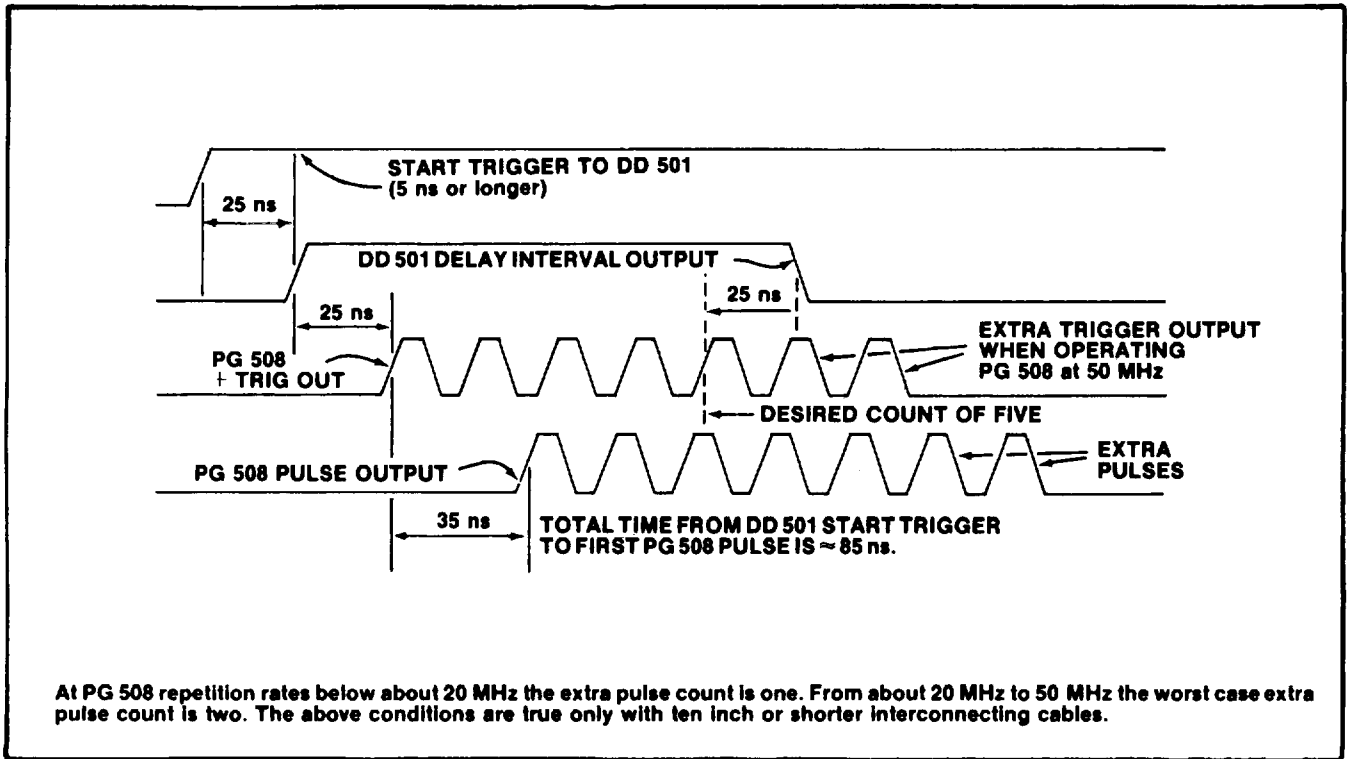 START TRIGGER TO DD 501
(5 ns or longer)
25 ns
DD 501 DELAY INTERVAL OUTPUT
25 ns
25 ns
EXTRA TRIGGER OUTPUT
WHEN OPERATING
PG 508 at 50 MHz
PG 508
+ TRIG OUT
DESIRED COUNT OF FIVE
PG 508 PULSE OUTPUT
EXTRA
PULSES
35 ns
TOTAL TIME FROM DD 501 START TRIGGER
TO FIRST PG 508 PULSE IS ≈ 85 ns.
At PG 508 repetition rates below about 20 MHz the extra pulse count is one. From about 20 MHz to 50 MHz the worst case extra
pulse count is two. The above conditions are true only with ten inch or shorter interconnecting cables.